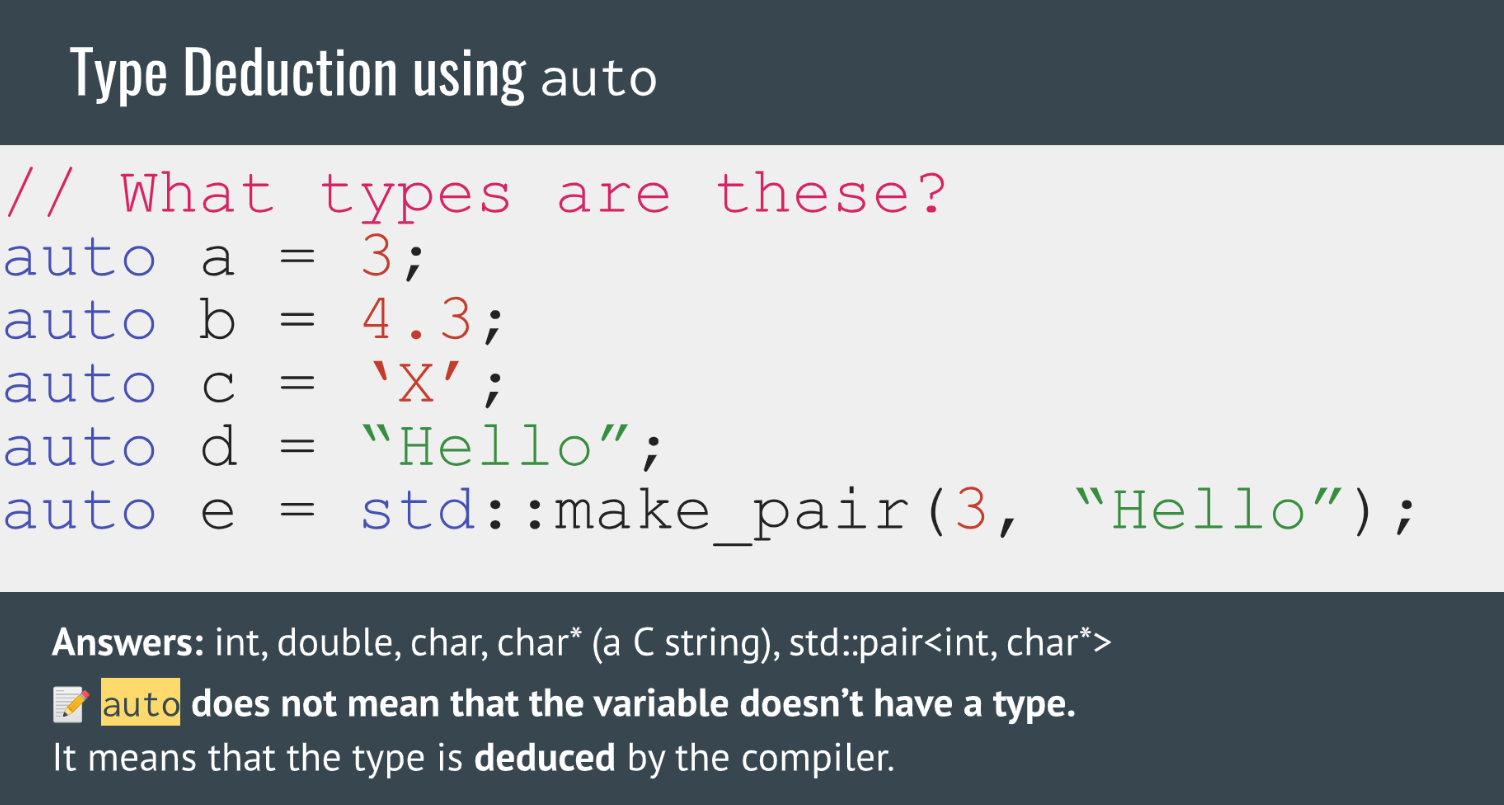 Type Deduction using auto
// What types are these?
auto a = 3;
auto b = 4.3;
auto c = ‘X’;
auto d = “Hello”;
auto e = std::make_pair(3, “Hello”);
Answers: int, double, char, char* (a C string), std::pair<int, char*>
📝 auto does not mean that the variable doesn’t have a type.
It means that the type is deduced by the compiler.